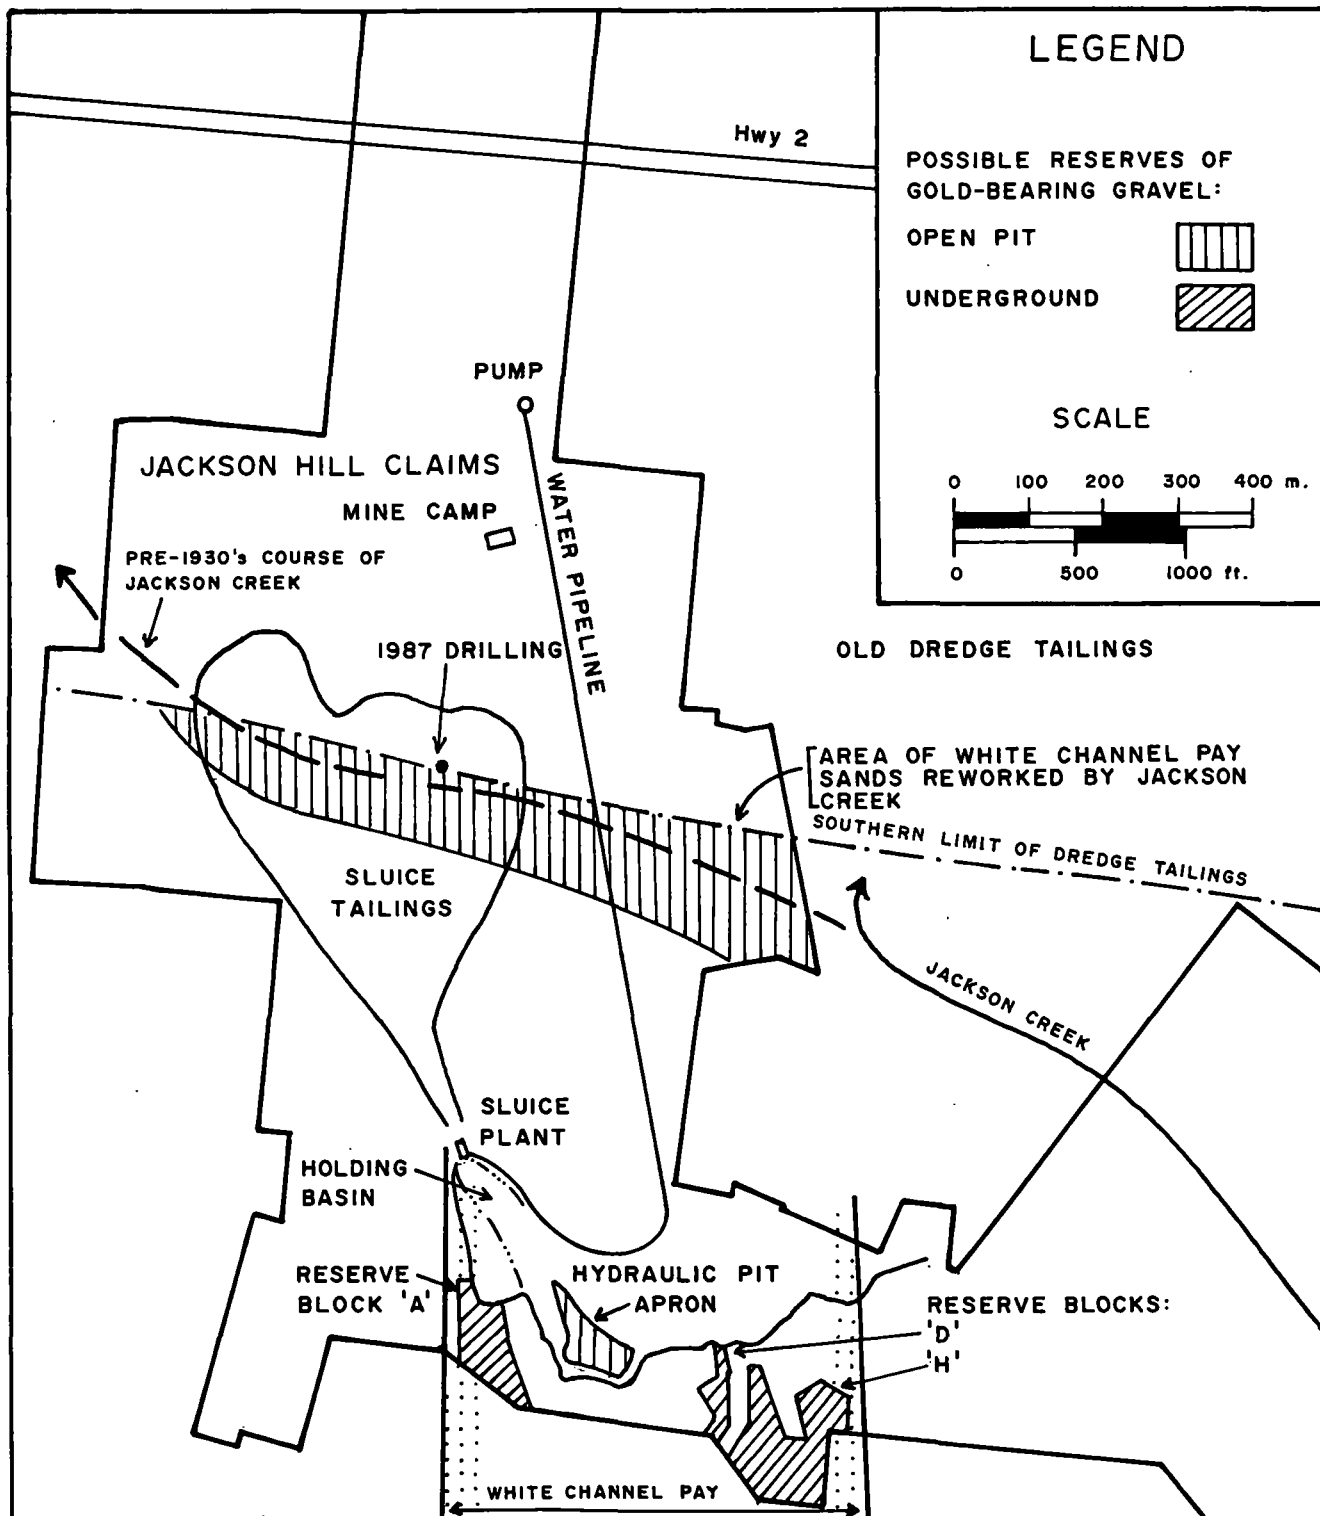 LEGEND
Hwy 2
POSSIBLE RESERVES OF
GOLD-BEARING GRAVEL:
OPEN PIT
UNDERGROUND
SCALE
0 100 200 300 400 m.
0 500 1000 ft.
PUMP
JACKSON HILL CLAIMS
MINE CAMP
WATER PIPELINE
PRE-1930's COURSE OF
JACKSON CREEK
1987 DRILLING
OLD DREDGE TAILINGS
AREA OF WHITE CHANNEL PAY
SANDS REWORKED BY JACKSON
CREEK
SOUTHERN LIMIT OF DREDGE TAILINGS
SLUICE
TAILINGS
JACKSON CREEK
SLUICE
PLANT
HOLDING
BASIN
RESERVE
BLOCK 'A'
HYDRAULIC PIT
APRON
RESERVE BLOCKS:
'D'
'H'
WHITE CHANNEL PAY